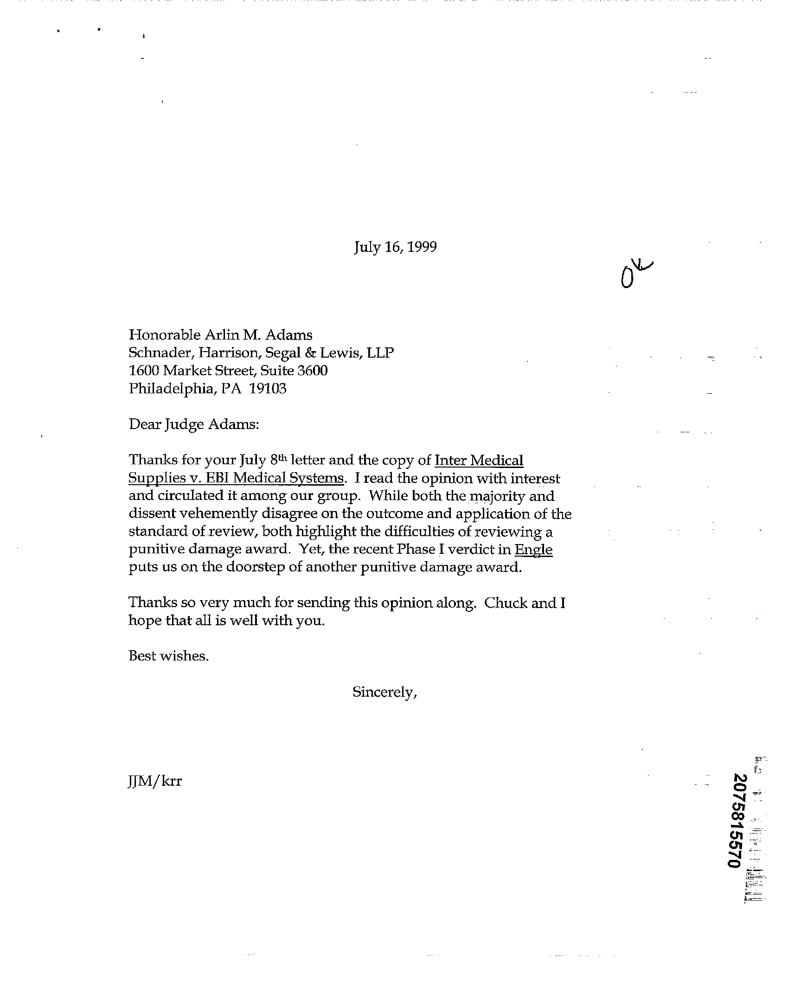 July 16, 1999
OK
Honorable Arlin M. Adams
Schnader, Harrison, Segal & Lewis, LLP
1600 Market Street, Suite 3600
Philadelphia, PA 19103
Dear Judge Adams:
Thanks for your July 8th letter and the copy of Inter Medical
Supplies v. EBI Medical Systems. I read the opinion with interest
and circulated it among our group. While both the majority and
dissent vehemently disagree on the outcome and application of the
standard of review, both highlight the difficulties of reviewing a
punitive damage award. Yet, the recent Phase I verdict in Engle
puts us on the doorstep of another punitive damage award.
Thanks so very much for sending this opinion along. Chuck and I
hope that all is well with you.
Best wishes.
Sincerely,
JJM/krr
2075815570